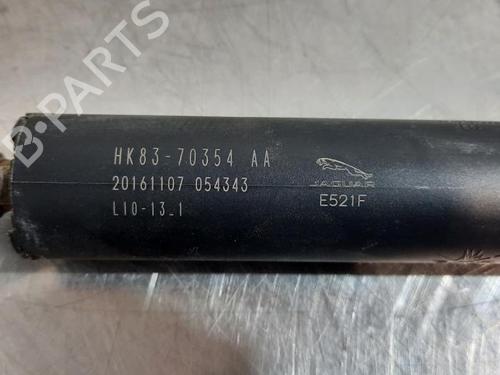 B-PARTS
HK83-70354 AA
20161107 054343
L10-13_1
JAGUAR
E521F